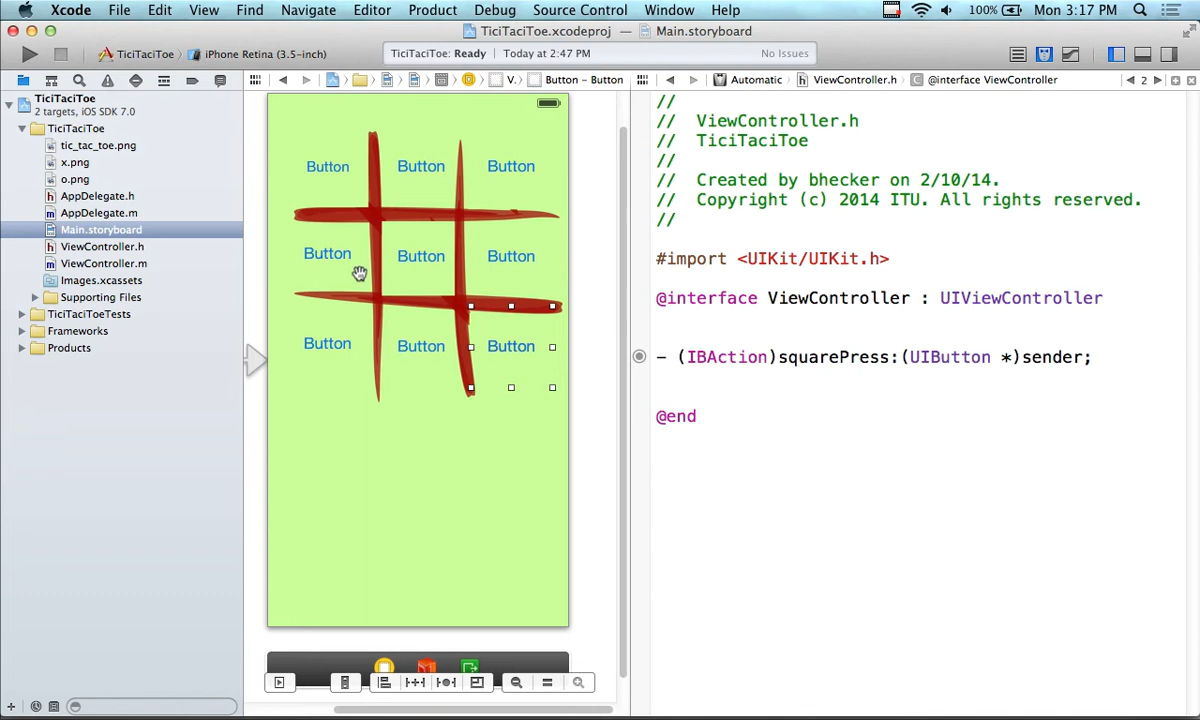 Xcode File Edit View Find Navigate Editor Product Debug Source Control Window Help 100% Mon 3:17 PM
TiciTaciToe.xcodeproj — Main.storyboard
TiciTaciToe iPhone Retina (3.5-inch) TiciTaciToe: Ready Today at 2:47 PM No Issues
V. Button - Button Automatic ViewController.h @interface ViewController 2
TiciTaciToe
2 targets, iOS SDK 7.0
TiciTaciToe
tic_tac_toe.png
x.png
o.png
h AppDelegate.h
m AppDelegate.m
Main.storyboard
h ViewController.h
m ViewController.m
Images.xcassets
Supporting Files
TiciTaciToeTests
Frameworks
Products
Button Button Button
Button Button Button
Button Button Button
//
// ViewController.h
// TiciTaciToe
//
// Created by bhecker on 2/10/14.
// Copyright (c) 2014 ITU. All rights reserved.
//
#import <UIKit/UIKit.h>
@interface ViewController : UIViewController
- (IBAction)squarePress:(UIButton *)sender;
@end